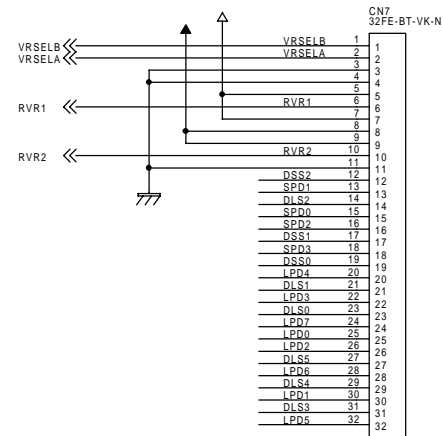 CN7
32FE-BT-VK-N
VRSELB VRSELB 1 1
VRSELA VRSELA 2 2
3 3
4 4
5 5
RVR1 RVR1 6 6
7 7
8 8
9 9
RVR2 RVR2 10 10
11 11
DSS2 12 12
SPD1 13 13
DLS2 14 14
SPD0 15 15
SPD2 16 16
DSS1 17 17
SPD3 18 18
DSS0 19 19
LPD4 20 20
DLS1 21 21
LPD3 22 22
DLS0 23 23
LPD7 24 24
LPD0 25 25
LPD2 26 26
DLS5 27 27
LPD6 28 28
DLS4 29 29
LPD1 30 30
DLS3 31 31
LPD5 32 32